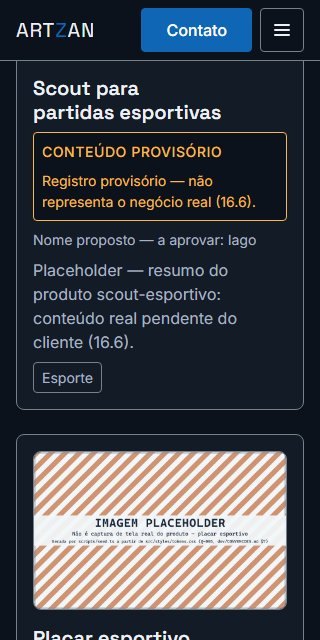 ARTZAN
Contato
Scout para
partidas esportivas
CONTEÚDO PROVISÓRIO
Registro provisório — não
representa o negócio real (16.6).
Nome proposto — a aprovar: Iago
Placeholder — resumo do
produto scout-esportivo:
conteúdo real pendente do
cliente (16.6).
Esporte
IMAGEM PLACEHOLDER
Não é captura de tela real do produto – placar esportivo
Placar esportivo